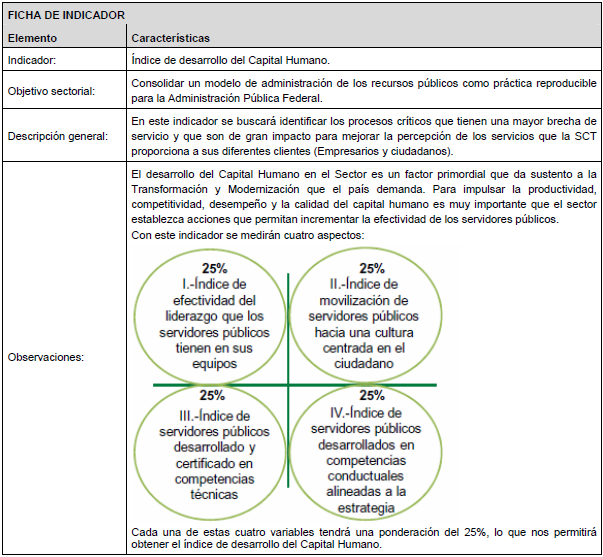 FICHA DE INDICADOR
Elemento Características
Indicador: Índice de desarrollo del Capital Humano.
Objetivo sectorial:
Consolidar un modelo de administración de los recursos públicos como práctica reproducible
para la Administración Pública Federal.
Descripción general:
En este indicador se buscará identificar los procesos críticos que tienen una mayor brecha de
servicio y que son de gran impacto para mejorar la percepción de los servicios que la SCT
proporciona a sus diferentes clientes (Empresarios y ciudadanos).
Observaciones:
El desarrollo del Capital Humano en el Sector es un factor primordial que da sustento a la
Transformación y Modernización que el país demanda. Para impulsar la productividad,
competitividad, desempeño y la calidad del capital humano es muy importante que el sector
establezca acciones que permitan incrementar la efectividad de los servidores públicos.
Con este indicador se medirán cuatro aspectos:
25%
I.-Índice de
efectividad del
liderazgo que los
servidores públicos
tienen en sus
equipos
25%
II.-Índice de
movilización de
servidores públicos
hacia una cultura
centrada en el
ciudadano
25%
III.-Índice de
servidores públicos
desarrollado y
certificado en
competencias
técnicas
25%
IV.-Índice de
servidores públicos
desarrollados en
competencias
conductuales
alineadas a la
estrategia
Cada una de estas cuatro variables tendrá una ponderación del 25%, lo que nos permitirá
obtener el índice de desarrollo del Capital Humano.